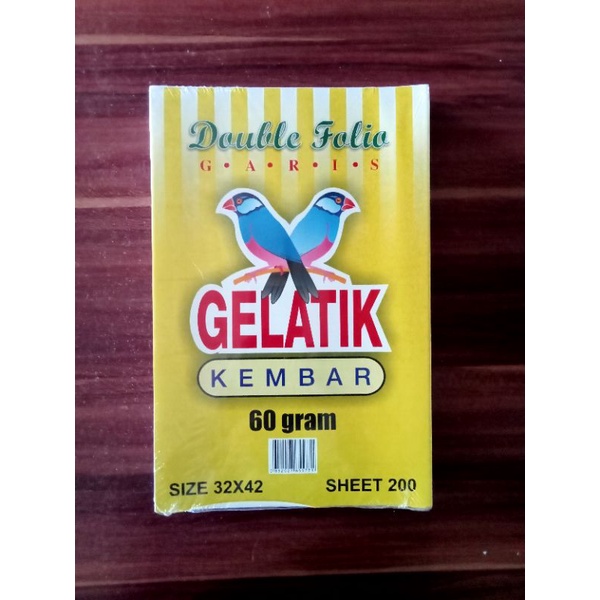 Double Folio
G•A•R•I•S
GELATIK
KEMBAR
60 gram
SIZE 32X42
SHEET 200